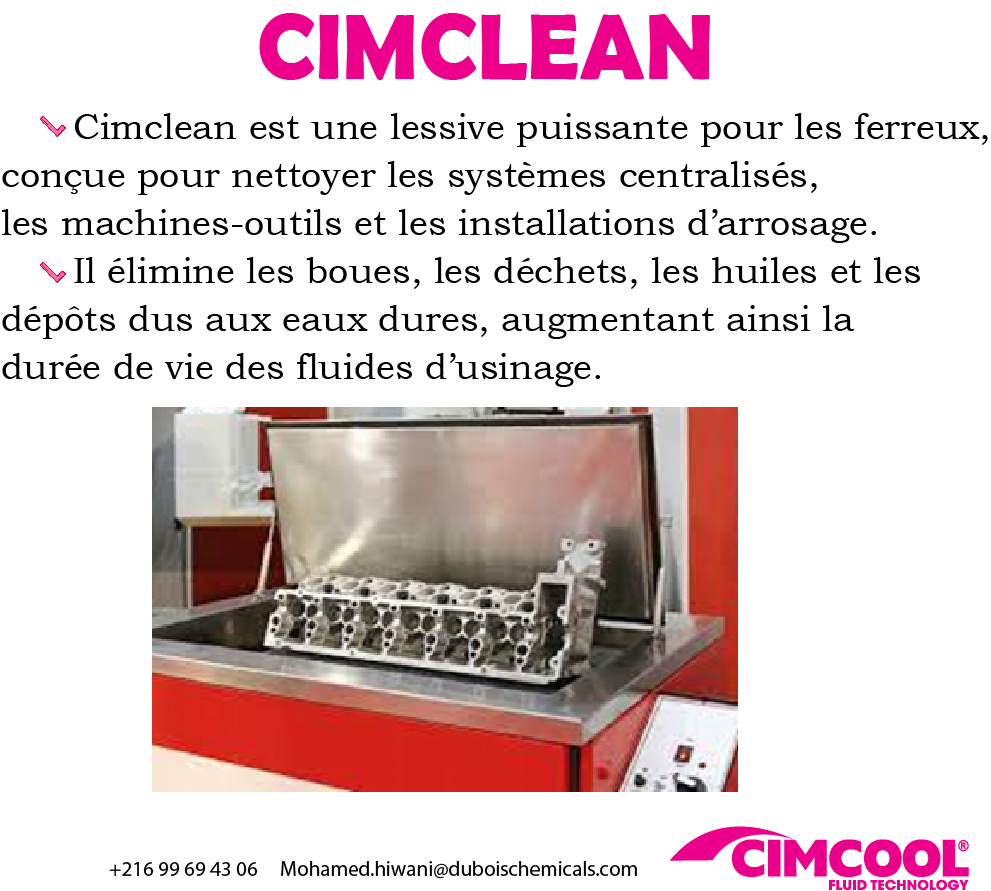 CIMCLEAN
Cimclean est une lessive puissante pour les ferreux,
conçue pour nettoyer les systèmes centralisés,
les machines-outils et les installations d’arrosage.
Il élimine les boues, les déchets, les huiles et les
dépôts dus aux eaux dures, augmentant ainsi la
durée de vie des fluides d’usinage.
+216 99 69 43 06 Mohamed.hiwani@duboischemicals.com
CIMCOOL®
FLUID TECHNOLOGY